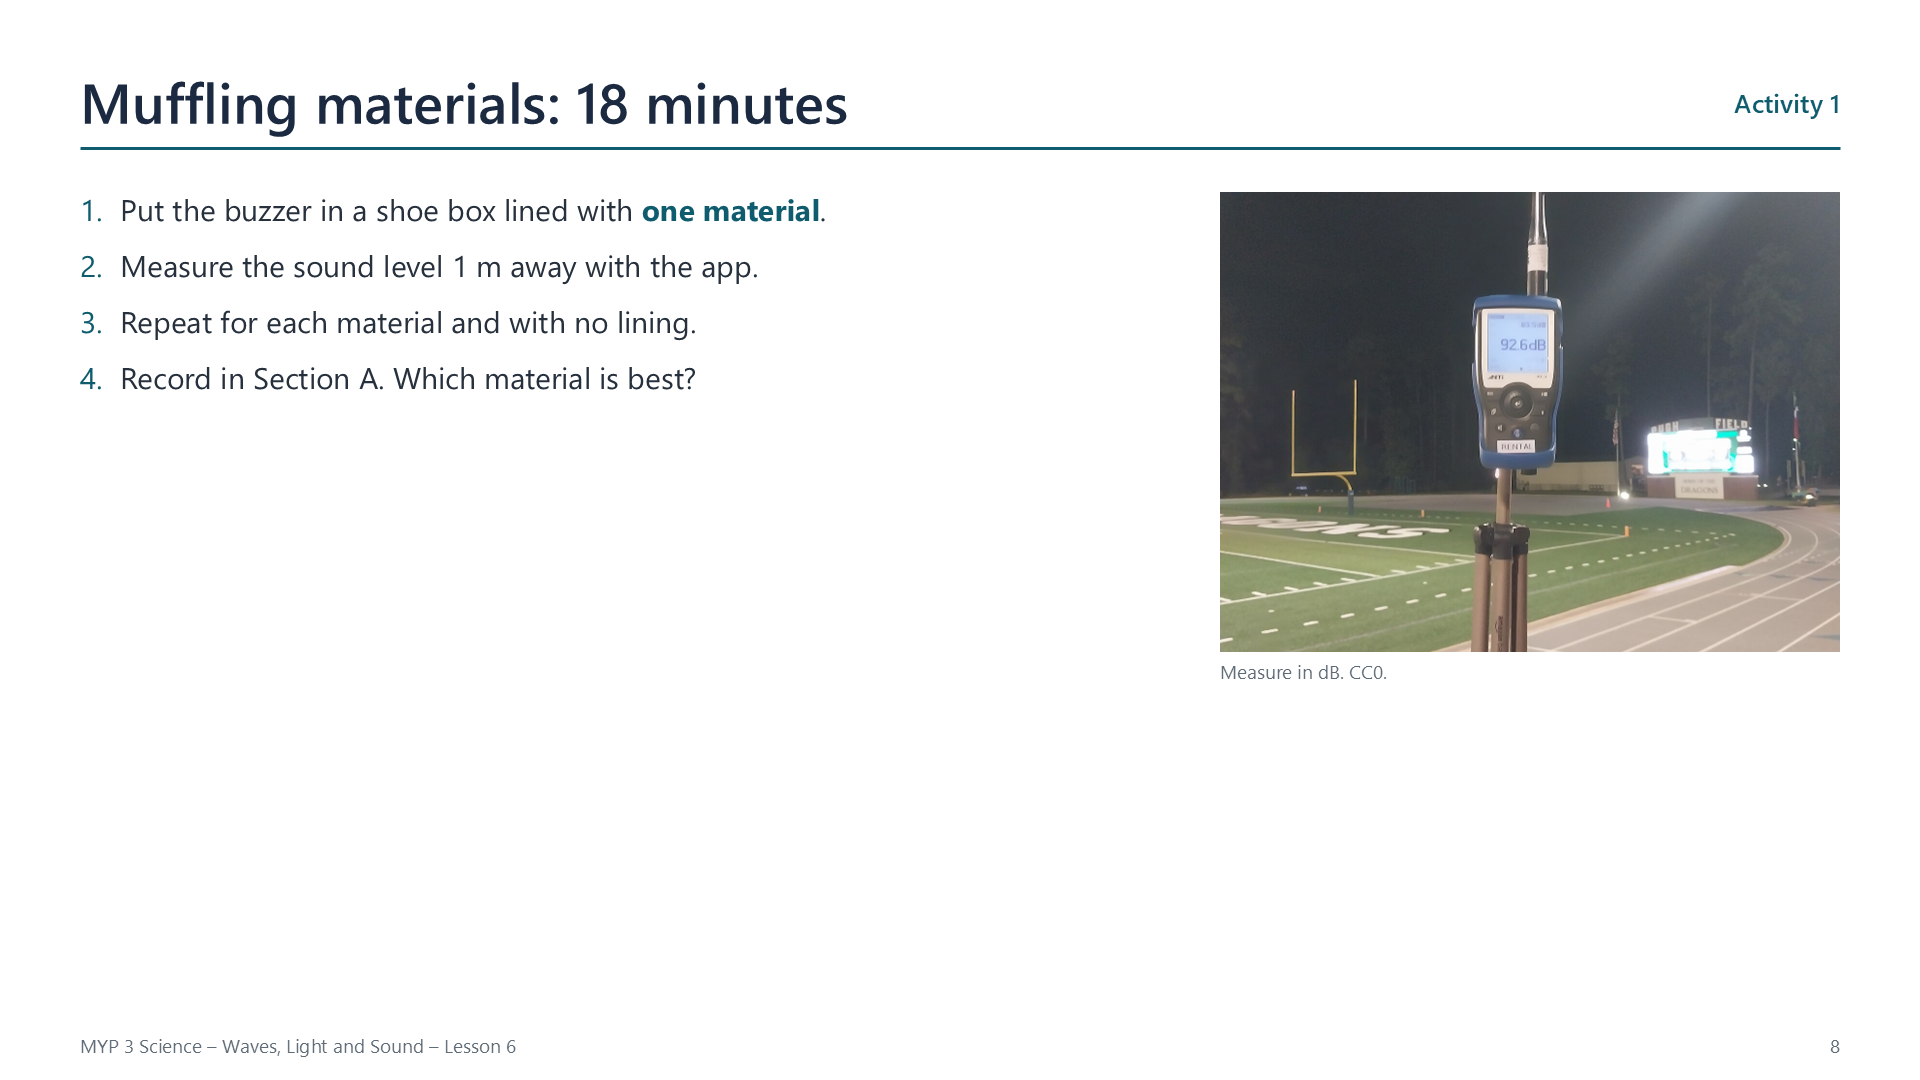 Muffling materials: 18 minutes
Activity 1
1. Put the buzzer in a shoe box lined with one material.
2. Measure the sound level 1 m away with the app.
3. Repeat for each material and with no lining.
4. Record in Section A. Which material is best?
92.6dB
RENTAL
FIELD
DRAGONS
Measure in dB. CC0.
MYP 3 Science – Waves, Light and Sound – Lesson 6
8